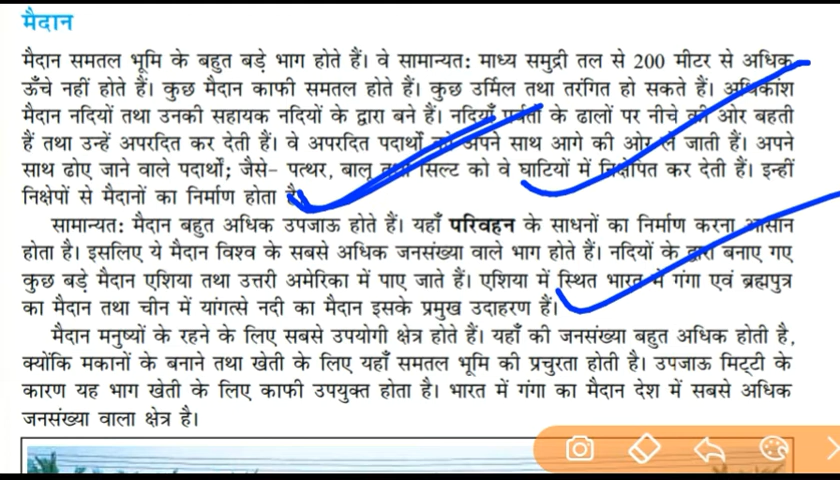 मैदान
मैदान समतल भूमि के बहुत बड़े भाग होते हैं। वे सामान्यत: माध्य समुद्री तल से 200 मीटर से अधिक
ऊँचे नहीं होते हैं। कुछ मैदान काफी समतल होते हैं। कुछ उर्मिल तथा तरंगित हो सकते हैं। अधिकांश
मैदान नदियों तथा उनकी सहायक नदियों के द्वारा बने हैं। नदियाँ पर्वतों के ढालों पर नीचे की ओर बहती
हैं तथा उन्हें अपरदित कर देती हैं। वे अपरदित पदार्थों को अपने साथ आगे की ओर ले जाती हैं। अपने
साथ ढोए जाने वाले पदार्थों; जैसे- पत्थर, बालू तथा सिल्ट को वे घाटियों में निक्षेपित कर देती हैं। इन्हीं
निक्षेपों से मैदानों का निर्माण होता है।
सामान्यत: मैदान बहुत अधिक उपजाऊ होते हैं। यहाँ परिवहन के साधनों का निर्माण करना आसान
होता है। इसलिए ये मैदान विश्व के सबसे अधिक जनसंख्या वाले भाग होते हैं। नदियों के द्वारा बनाए गए
कुछ बड़े मैदान एशिया तथा उत्तरी अमेरिका में पाए जाते हैं। एशिया में स्थित भारत में गंगा एवं ब्रह्मपुत्र
का मैदान तथा चीन में यांगत्से नदी का मैदान इसके प्रमुख उदाहरण हैं।
मैदान मनुष्यों के रहने के लिए सबसे उपयोगी क्षेत्र होते हैं। यहाँ की जनसंख्या बहुत अधिक होती है,
क्योंकि मकानों के बनाने तथा खेती के लिए यहाँ समतल भूमि की प्रचुरता होती है। उपजाऊ मिट्‌टी के
कारण यह भाग खेती के लिए काफी उपयुक्त होता है। भारत में गंगा का मैदान देश में सबसे अधिक
जनसंख्या वाला क्षेत्र है।